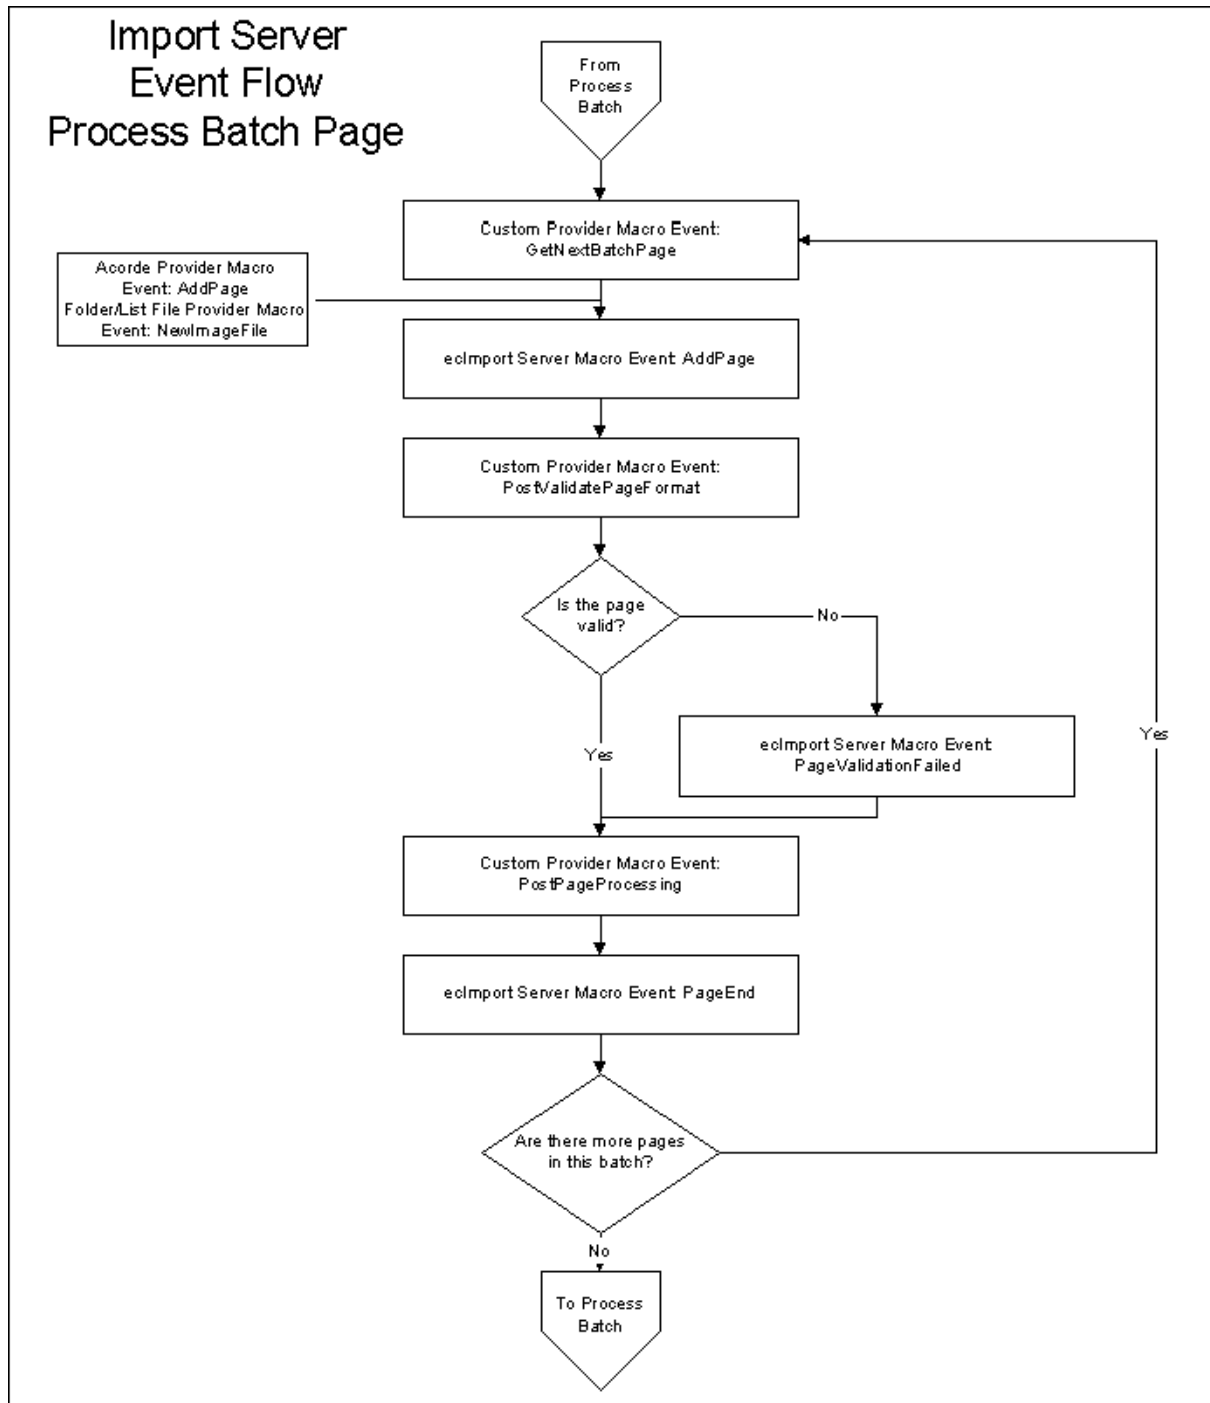 Import Server
Event Flow
Process Batch Page
From
Process
Batch
Custom Provider Macro Event:
GetNextBatchPage
Acorde Provider Macro
Event: AddPage
Folder/List File Provider Macro
Event: NewImageFile
ecImport Server Macro Event: AddPage
Custom Provider Macro Event:
PostValidatePageFormat
Is the page
valid?
No
Yes
ecImport Server Macro Event:
PageValidationFailed
Yes
Custom Provider Macro Event:
PostPageProcessing
ecImport Server Macro Event: PageEnd
Are there more pages
in this batch?
No
To Process
Batch